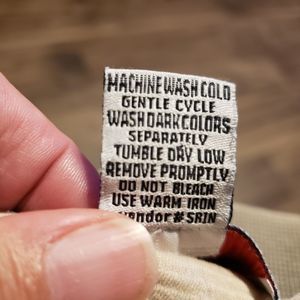 MACHINE WASH COLD
GENTLE CYCLE
WASH DARK COLORS
SEPARATELY
TUMBLE DRY LOW
REMOVE PROMPTLY
DO NOT BLEACH
USE WARM IRON
Vendor# SRIN